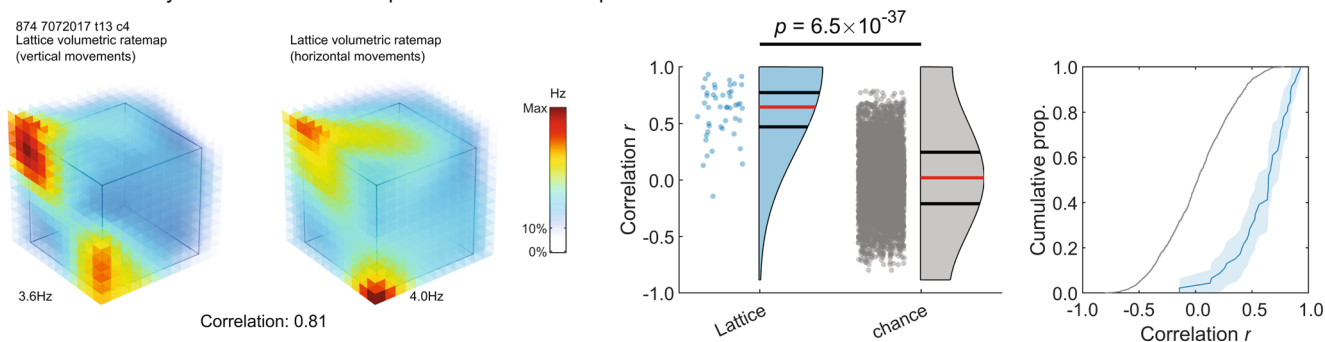 874 7072017 t13 c4
Lattice volumetric ratemap
(vertical movements)
Lattice volumetric ratemap
(horizontal movements)
Hz
Max
10%
0%
3.6Hz
4.0Hz
Correlation: 0.81
p = 6.5×10⁻³⁷
Correlation r
1.0
0.5
0.0
-0.5
-1.0
Lattice
chance
Cumulative prop.
1.0
0.8
0.6
0.4
0.2
0.0
-1.0
-0.5
0.0
0.5
1.0
Correlation r